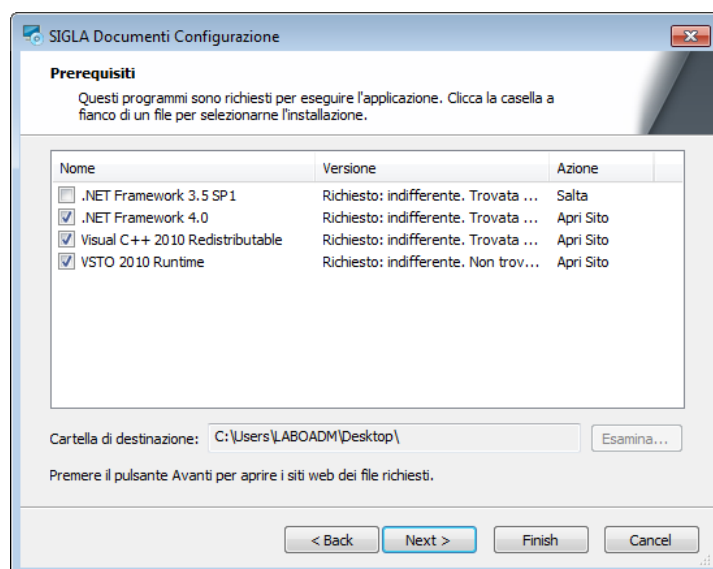 SIGLA Documenti Configurazione
Prerequisiti
Questi programmi sono richiesti per eseguire l'applicazione. Clicca la casella a
fianco di un file per selezionarne l'installazione.
Nome Versione Azione
.NET Framework 3.5 SP1 Richiesto: indifferente. Trovata ... Salta
.NET Framework 4.0 Richiesto: indifferente. Trovata ... Apri Sito
Visual C++ 2010 Redistributable Richiesto: indifferente. Trovata ... Apri Sito
VSTO 2010 Runtime Richiesto: indifferente. Non trov... Apri Sito
Cartella di destinazione: C:\Users\LABOADM\Desktop\ Esamina...
Premere il pulsante Avanti per aprire i siti web dei file richiesti.
< Back Next > Finish Cancel